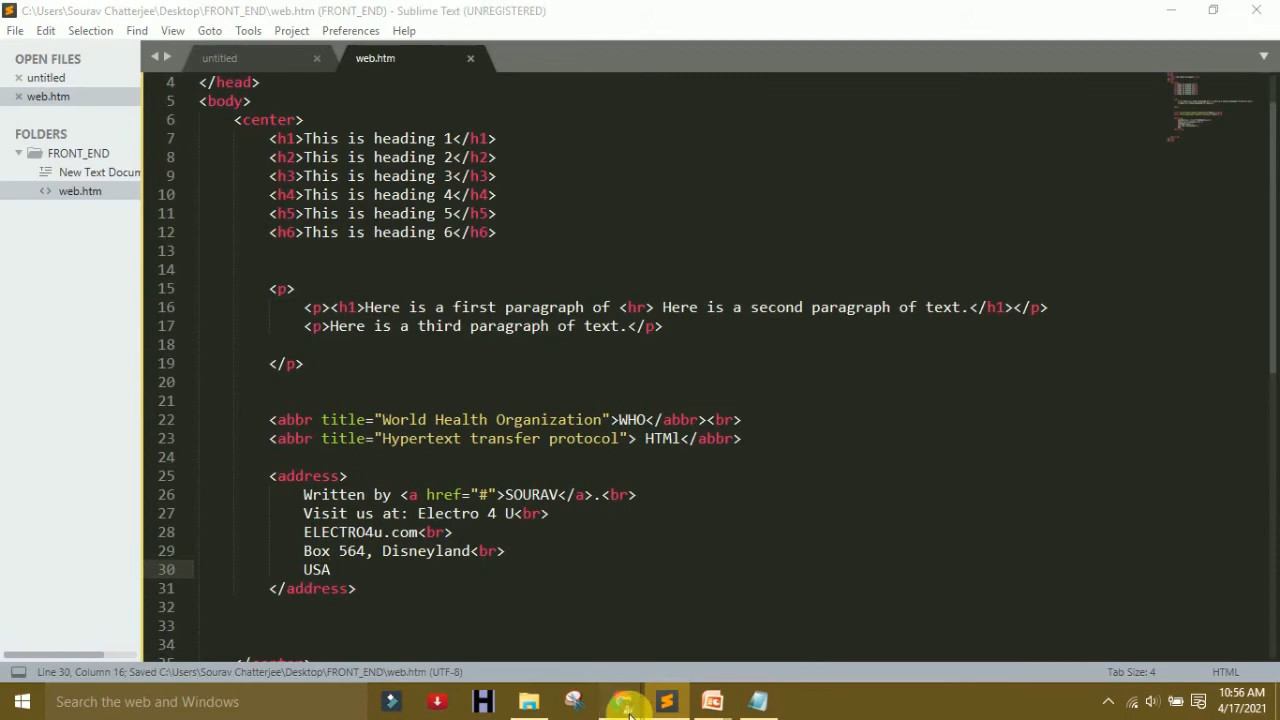 C:\Users\Sourav Chatterjee\Desktop\FRONT_END\web.htm (FRONT_END) - Sublime Text (UNREGISTERED)
File Edit Selection Find View Goto Tools Project Preferences Help
OPEN FILES
untitled
web.htm
FOLDERS
FRONT_END
New Text Docum
web.htm
untitled
web.htm
4 </head>
5 <body>
6 <center>
7 <h1>This is heading 1</h1>
8 <h2>This is heading 2</h2>
9 <h3>This is heading 3</h3>
10 <h4>This is heading 4</h4>
11 <h5>This is heading 5</h5>
12 <h6>This is heading 6</h6>
13
14
15 <p>
16 <p><h1>Here is a first paragraph of <hr> Here is a second paragraph of text.</h1></p>
17 <p>Here is a third paragraph of text.</p>
18
19 </p>
20
21
22 <abbr title="World Health Organization">WHO</abbr><br>
23 <abbr title="Hypertext transfer protocol"> HTMl</abbr>
24
25 <address>
26 Written by <a href="#">SOURAV</a>.<br>
27 Visit us at: Electro 4 U<br>
28 ELECTRO4u.com<br>
29 Box 564, Disneyland<br>
30 USA
31 </address>
32
33
34
Line 30, Column 16; Saved C:\Users\Sourav Chatterjee\Desktop\FRONT_END\web.htm (UTF-8)
Tab Size: 4
HTML
Search the web and Windows
10:56 AM
4/17/2021